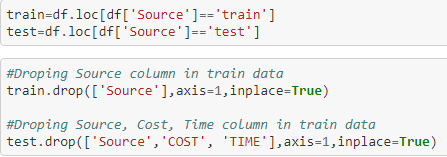 train=df.loc[df['Source']=='train']
test=df.loc[df['Source']=='test']
#Droping Source column in train data
train.drop(['Source'],axis=1,inplace=True)
#Droping Source, Cost, Time column in train data
test.drop(['Source','COST', 'TIME'],axis=1,inplace=True)